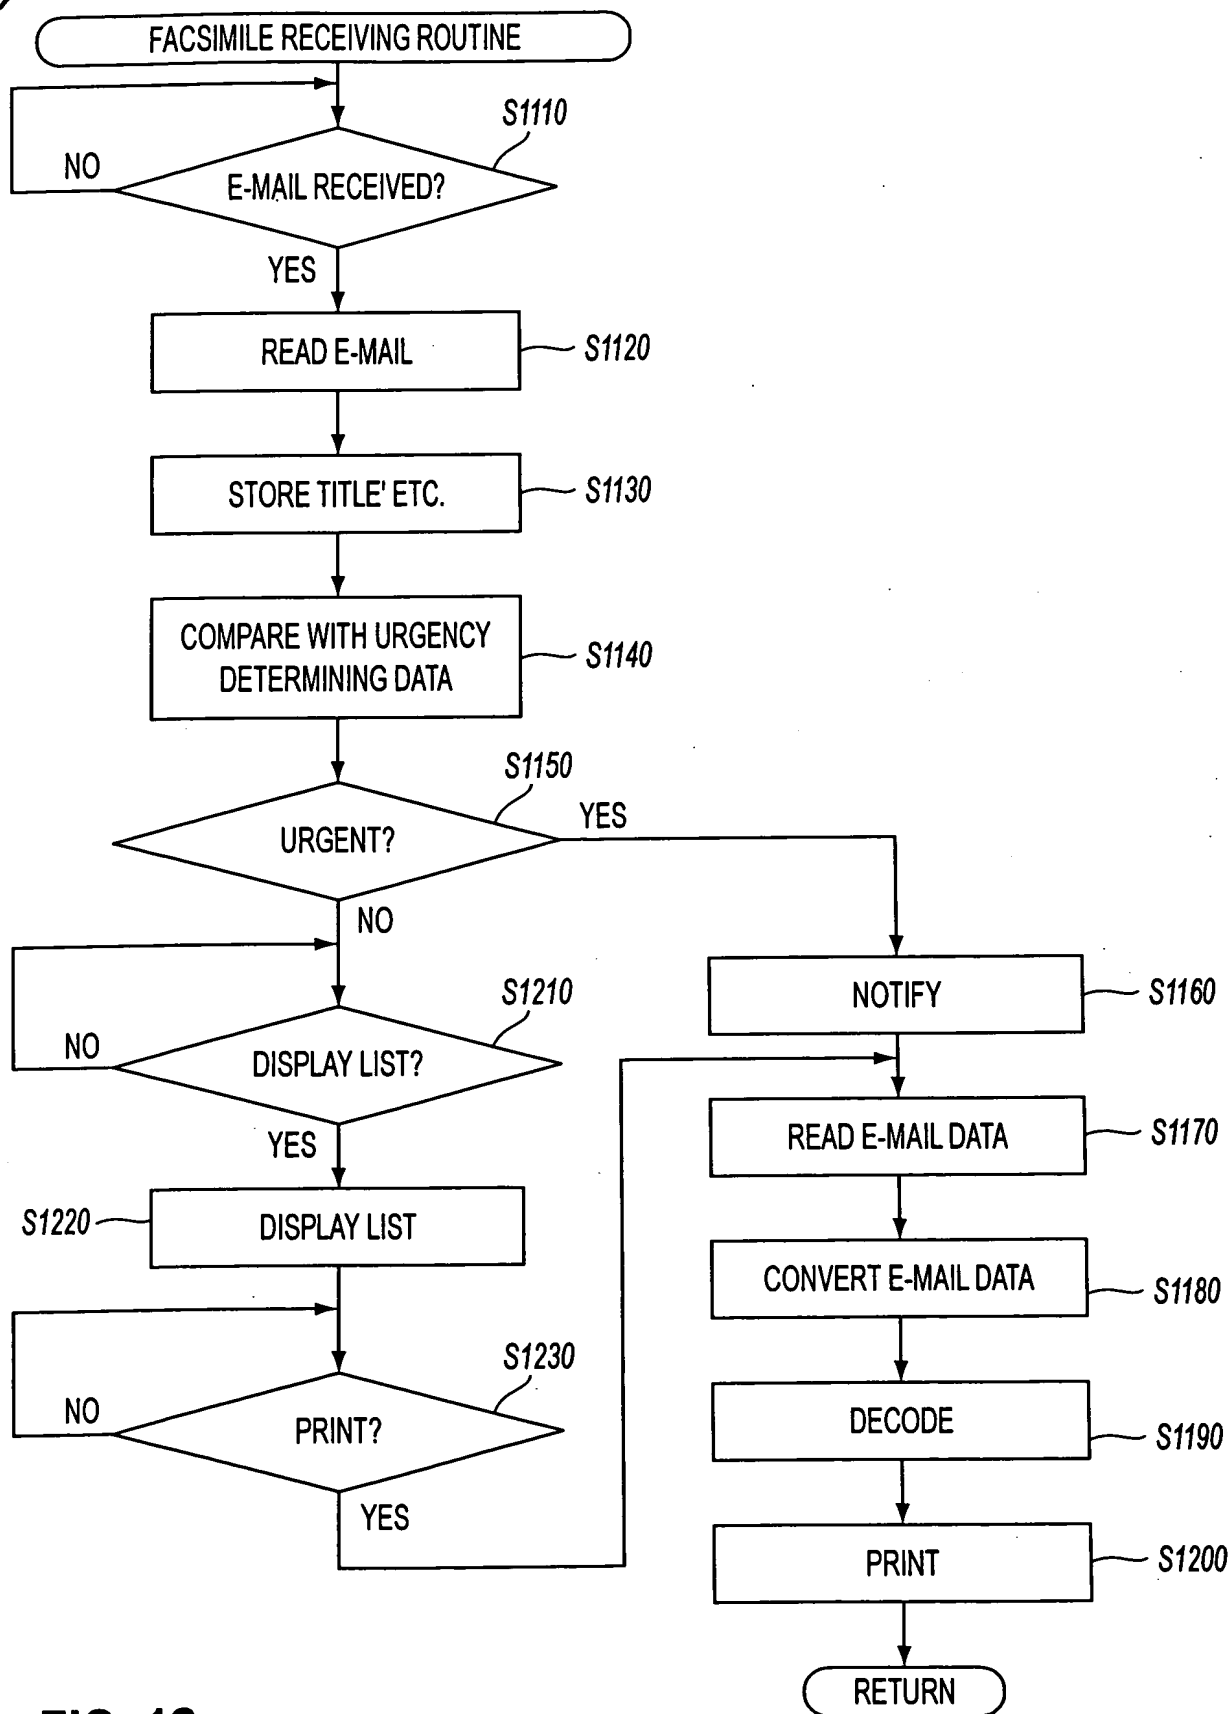 FACSIMILE RECEIVING ROUTINE
S1110
NO
E-MAIL RECEIVED?
YES
READ E-MAIL
S1120
STORE TITLE' ETC.
S1130
COMPARE WITH URGENCY
DETERMINING DATA
S1140
S1150
URGENT?
YES
NO
S1210
NO
DISPLAY LIST?
YES
S1220
DISPLAY LIST
S1230
NO
PRINT?
YES
NOTIFY
S1160
READ E-MAIL DATA
S1170
CONVERT E-MAIL DATA
S1180
DECODE
S1190
PRINT
S1200
RETURN